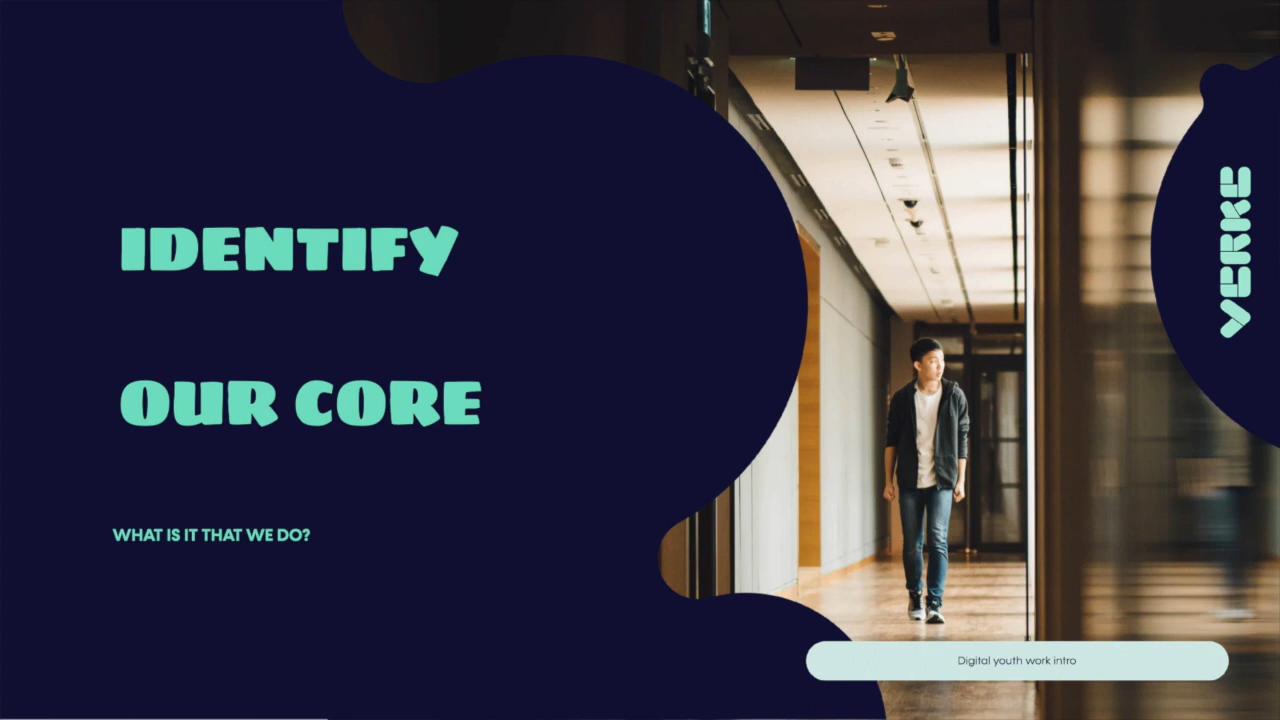 IDENTIFY
OUR CORE
WHAT IS IT THAT WE DO?
VERKE
Digital youth work intro